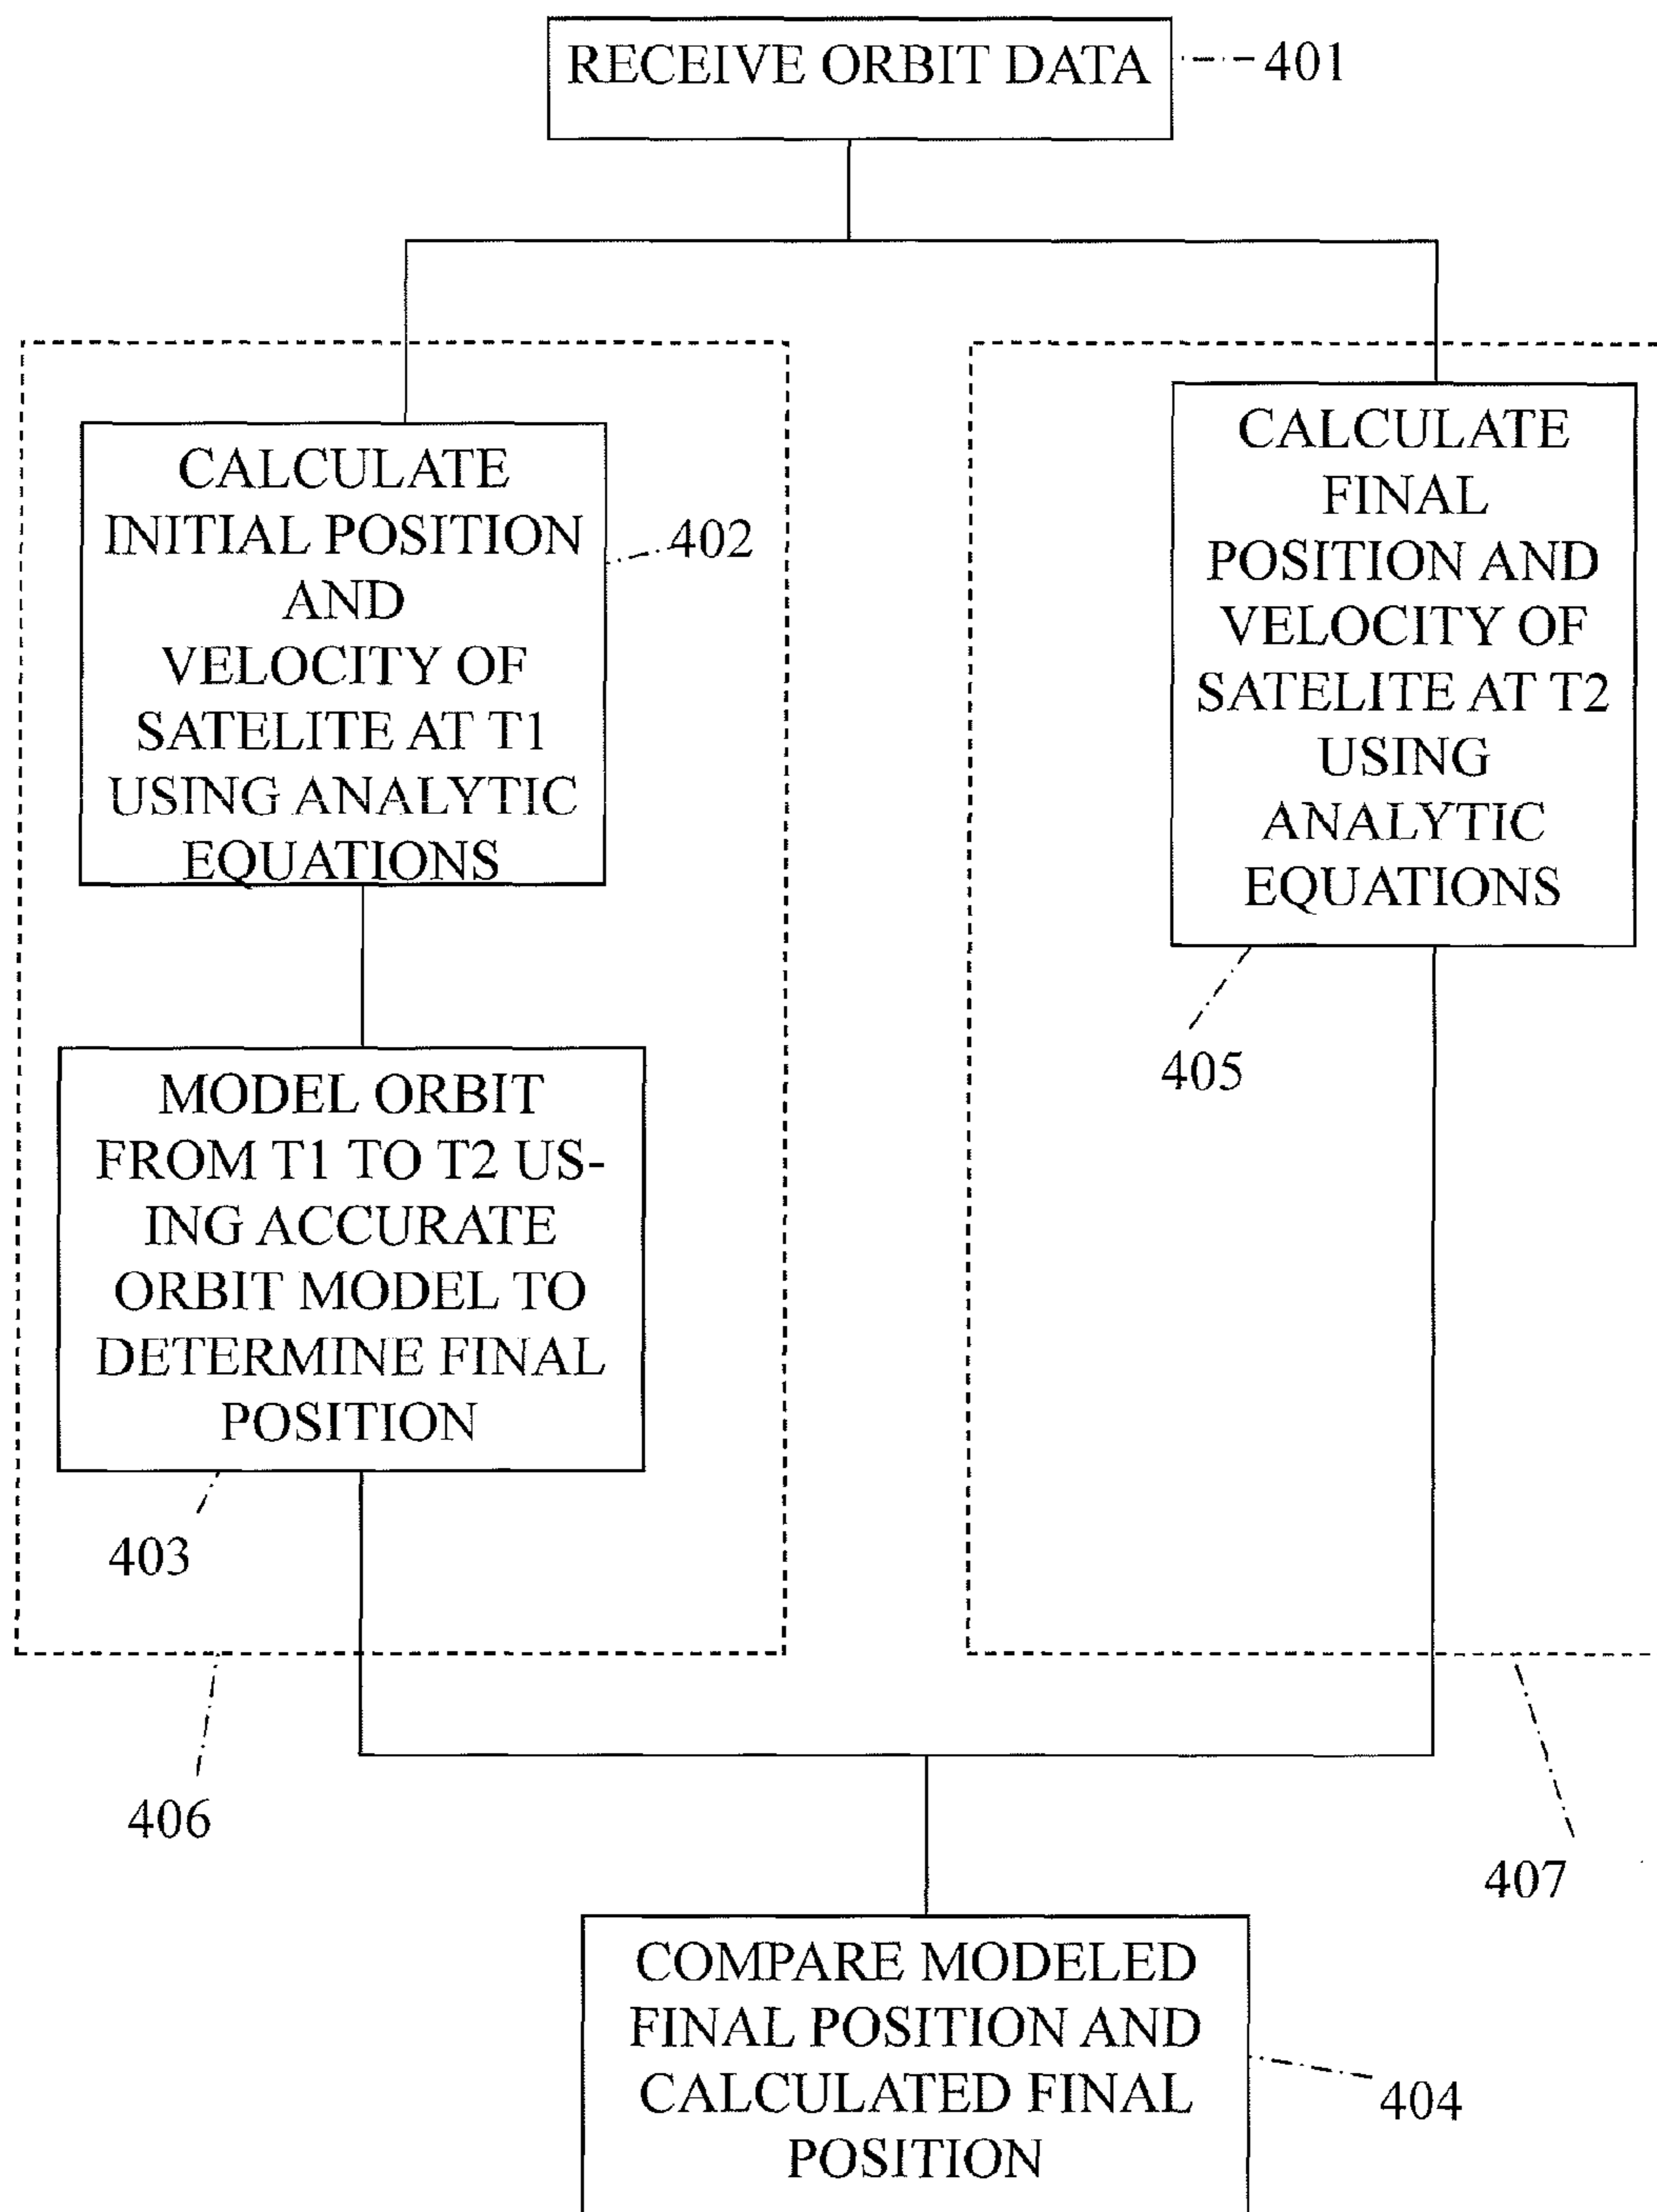 RECEIVE ORBIT DATA
401
CALCULATE
INITIAL POSITION
AND
VELOCITY OF
SATELITE AT T1
USING ANALYTIC
EQUATIONS
402
CALCULATE
FINAL
POSITION AND
VELOCITY OF
SATELITE AT T2
USING
ANALYTIC
EQUATIONS
405
MODEL ORBIT
FROM T1 TO T2 US-
ING ACCURATE
ORBIT MODEL TO
DETERMINE FINAL
POSITION
403
406
407
COMPARE MODELED
FINAL POSITION AND
CALCULATED FINAL
POSITION
404